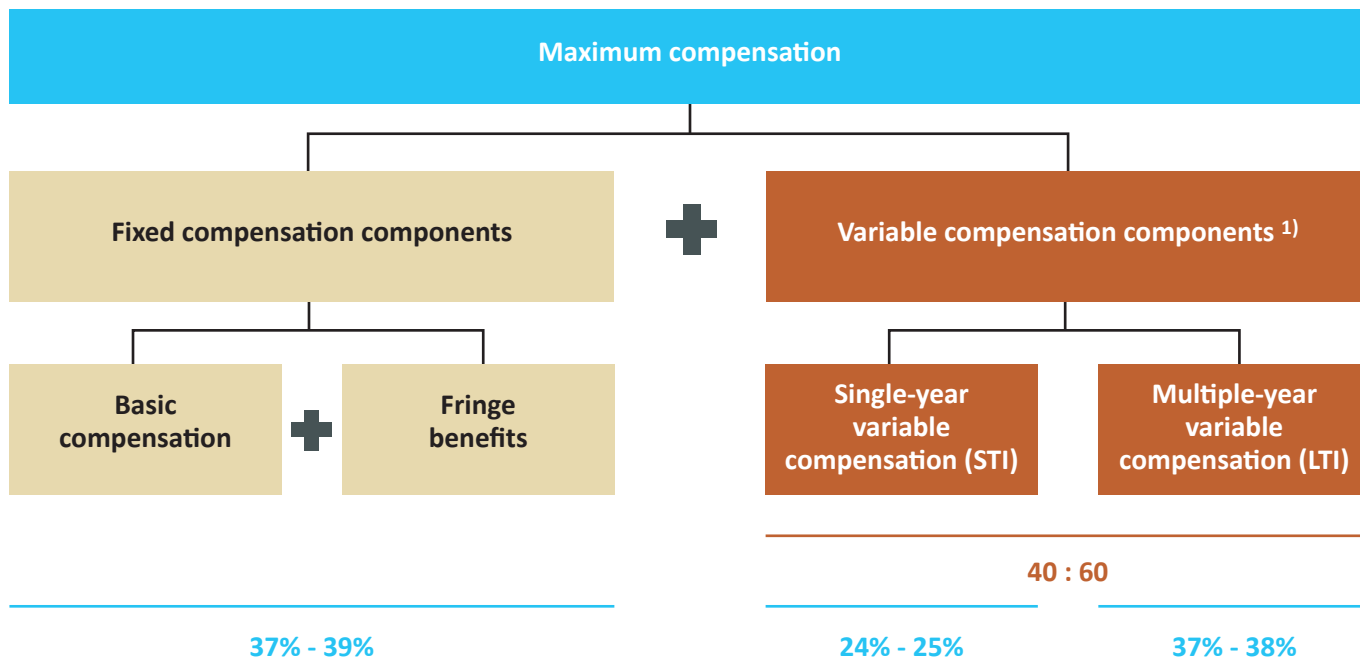 Maximum compensation
Fixed compensation components
Variable compensation components 1)
Basic
compensation
Fringe
benefits
Single-year
variable
compensation (STI)
Multiple-year
variable
compensation (LTI)
40 : 60
37% - 39%
24% - 25%
37% - 38%